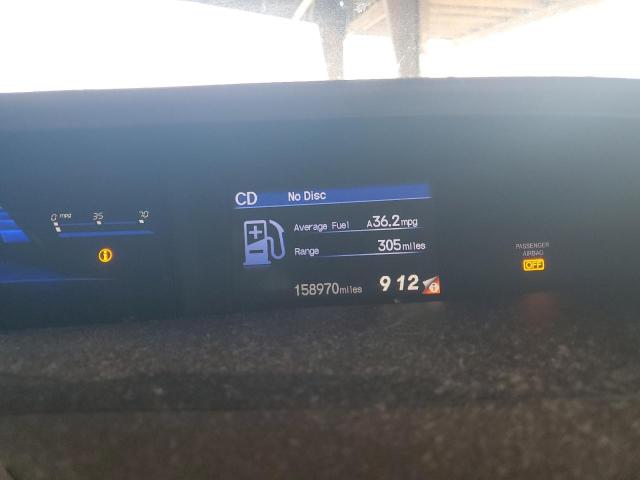 CD No Disc
0 mpg 35 70
Average Fuel A36.2mpg
Range 305miles
PASSENGER
AIRBAG
OFF
158970miles 9 12